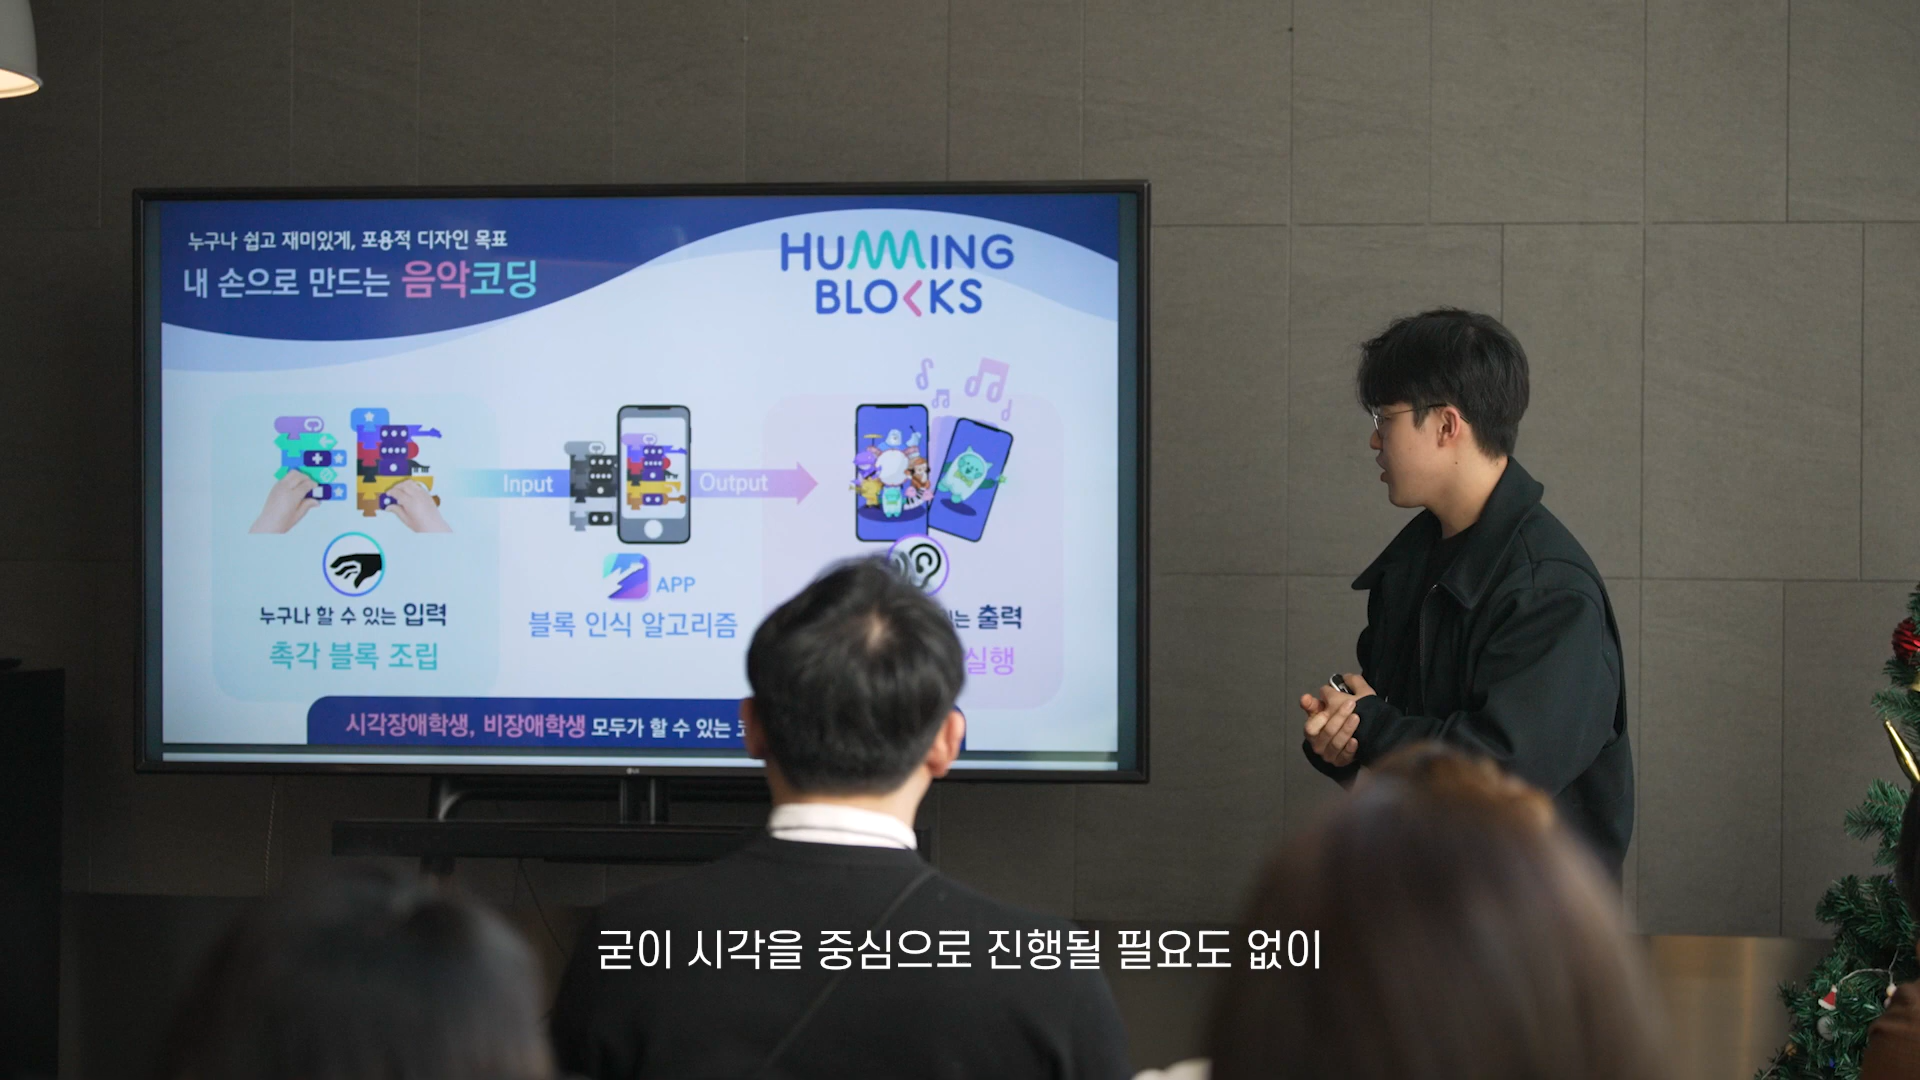 누구나 쉽고 재미있게, 포용적 디자인 목표
내 손으로 만드는 음악코딩
HUMMING
BLOCKS
Input
Output
APP
누구나 할 수 있는 입력
촉각 블록 조립
블록 인식 알고리즘
있는 출력
실행
시각장애학생, 비장애학생 모두가 할 수 있는
굳이 시각을 중심으로 진행될 필요도 없이